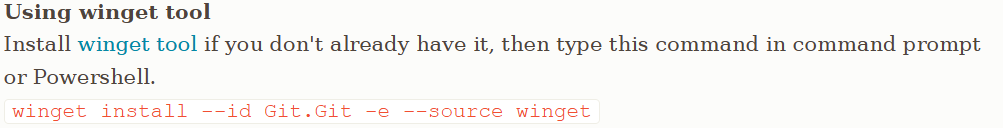 Using winget tool
Install winget tool if you don't already have it, then type this command in command prompt
or Powershell.
winget install --id Git.Git -e --source winget